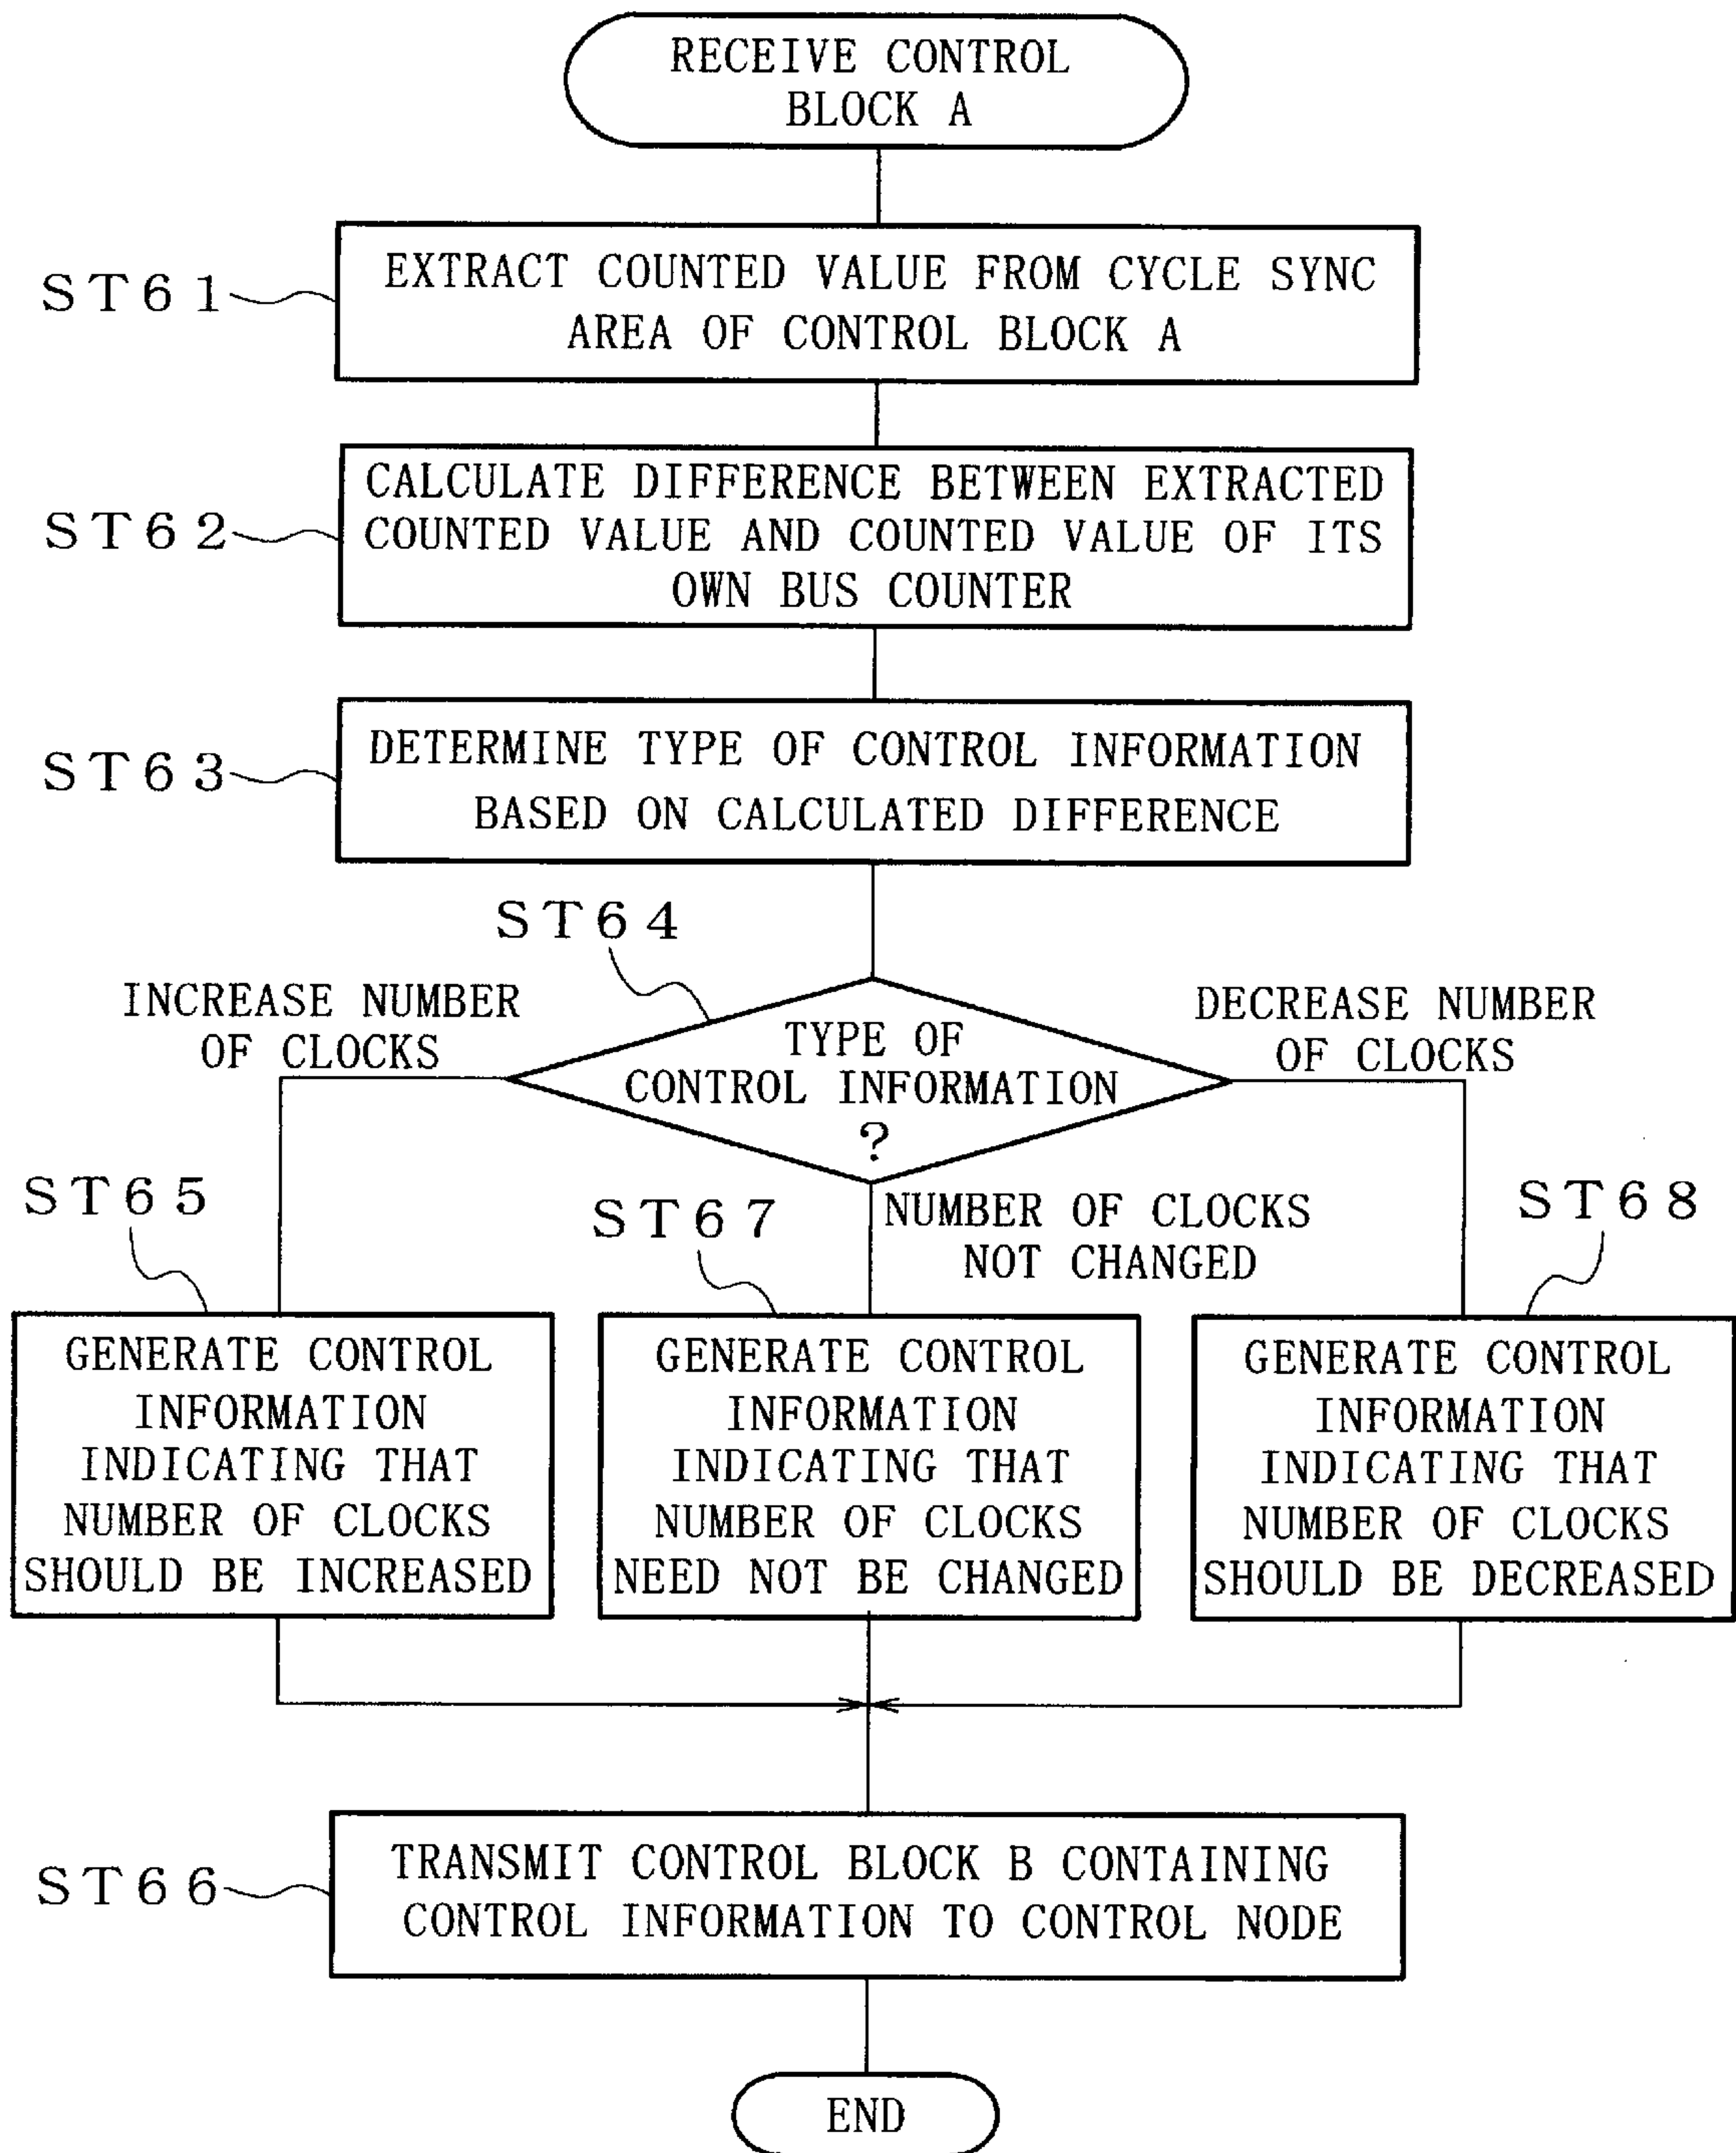 RECEIVE CONTROL
BLOCK A
ST61
EXTRACT COUNTED VALUE FROM CYCLE SYNC
AREA OF CONTROL BLOCK A
ST62
CALCULATE DIFFERENCE BETWEEN EXTRACTED
COUNTED VALUE AND COUNTED VALUE OF ITS
OWN BUS COUNTER
ST63
DETERMINE TYPE OF CONTROL INFORMATION
BASED ON CALCULATED DIFFERENCE
ST64
TYPE OF
CONTROL INFORMATION
?
INCREASE NUMBER
OF CLOCKS
DECREASE NUMBER
OF CLOCKS
NUMBER OF CLOCKS
NOT CHANGED
ST65
GENERATE CONTROL
INFORMATION
INDICATING THAT
NUMBER OF CLOCKS
SHOULD BE INCREASED
ST67
GENERATE CONTROL
INFORMATION
INDICATING THAT
NUMBER OF CLOCKS
NEED NOT BE CHANGED
ST68
GENERATE CONTROL
INFORMATION
INDICATING THAT
NUMBER OF CLOCKS
SHOULD BE DECREASED
ST66
TRANSMIT CONTROL BLOCK B CONTAINING
CONTROL INFORMATION TO CONTROL NODE
END